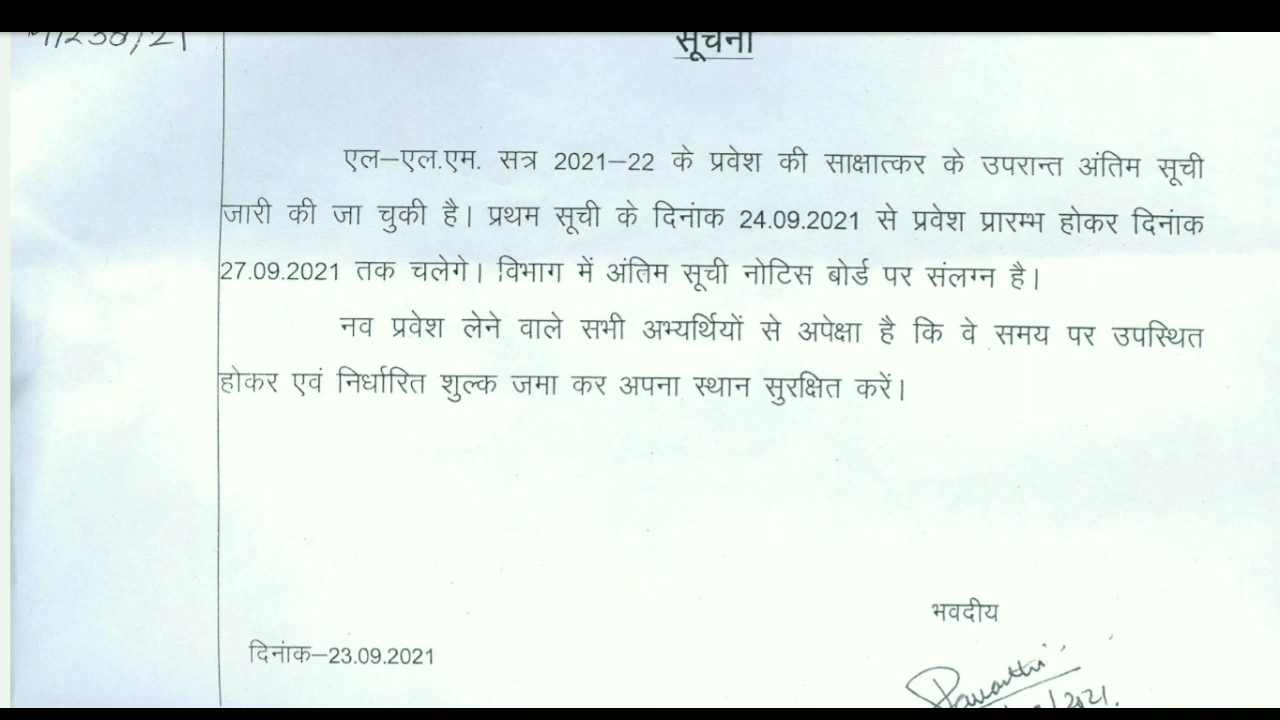 सूचना
एल–एल.एम. सत्र 2021–22 के प्रवेश की साक्षात्कर के उपरान्त अंतिम सूची
जारी की जा चुकी है। प्रथम सूची के दिनांक 24.09.2021 से प्रवेश प्रारम्भ होकर दिनांक
27.09.2021 तक चलेगे। विभाग में अंतिम सूची नोटिस बोर्ड पर संलग्न है।
नव प्रवेश लेने वाले सभी अभ्यर्थियों से अपेक्षा है कि वे समय पर उपस्थित
होकर एवं निर्धारित शुल्क जमा कर अपना स्थान सुरक्षित करें।
भवदीय
दिनांक–23.09.2021